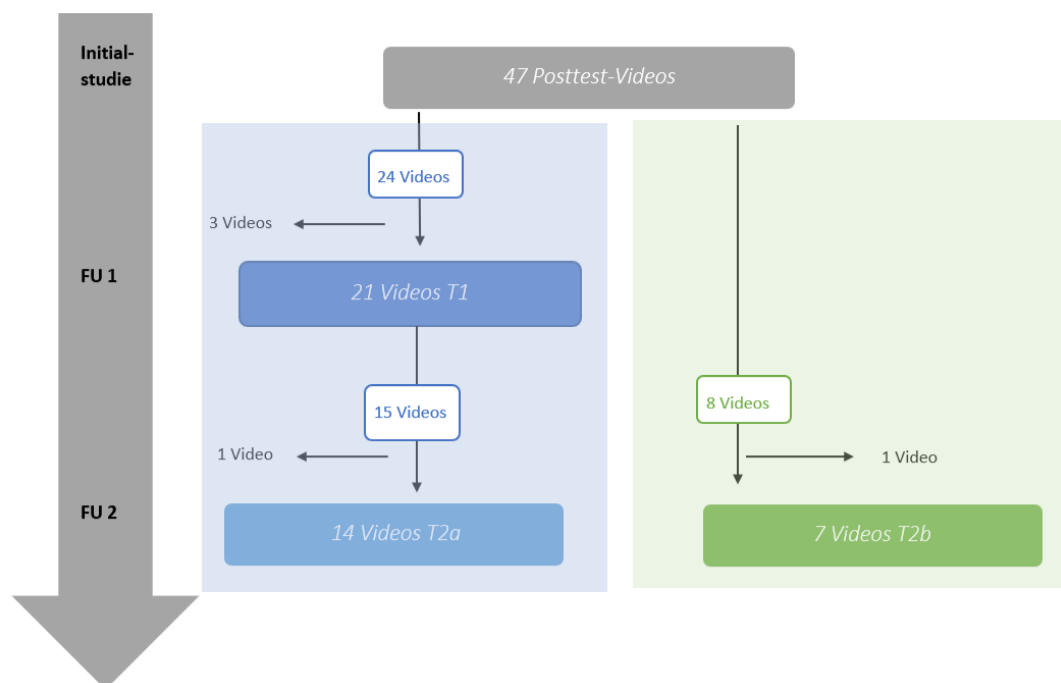 Initial-
studie
47 Posttest-Videos
24 Videos
3 Videos
FU 1
21 Videos T1
15 Videos
8 Videos
1 Video
1 Video
FU 2
14 Videos T2a
7 Videos T2b